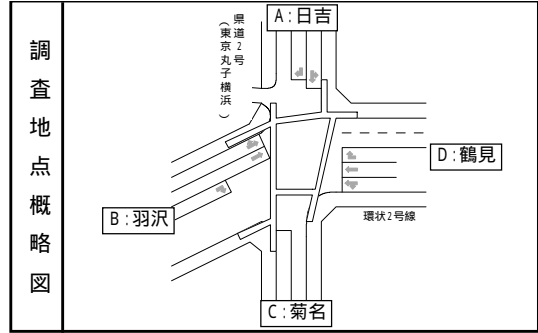 調査地点概略図
県道2号
(東京丸子横浜)
A:日吉
D:鶴見
環状2号線
B:羽沢
C:菊名